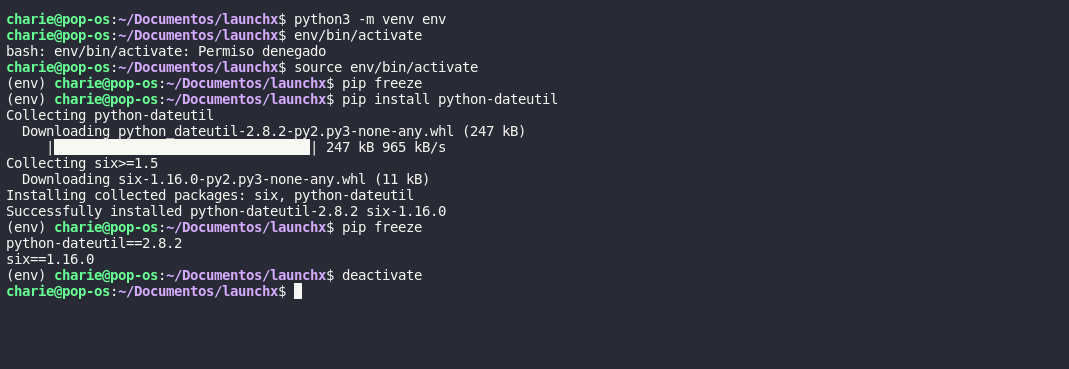 charie@pop-os:~/Documentos/launchx$ python3 -m venv env
charie@pop-os:~/Documentos/launchx$ env/bin/activate
bash: env/bin/activate: Permiso denegado
charie@pop-os:~/Documentos/launchx$ source env/bin/activate
(env) charie@pop-os:~/Documentos/launchx$ pip freeze
(env) charie@pop-os:~/Documentos/launchx$ pip install python-dateutil
Collecting python-dateutil
  Downloading python_dateutil-2.8.2-py2.py3-none-any.whl (247 kB)
     |████████████████████████████████| 247 kB 965 kB/s
Collecting six>=1.5
  Downloading six-1.16.0-py2.py3-none-any.whl (11 kB)
Installing collected packages: six, python-dateutil
Successfully installed python-dateutil-2.8.2 six-1.16.0
(env) charie@pop-os:~/Documentos/launchx$ pip freeze
python-dateutil==2.8.2
six==1.16.0
(env) charie@pop-os:~/Documentos/launchx$ deactivate
charie@pop-os:~/Documentos/launchx$